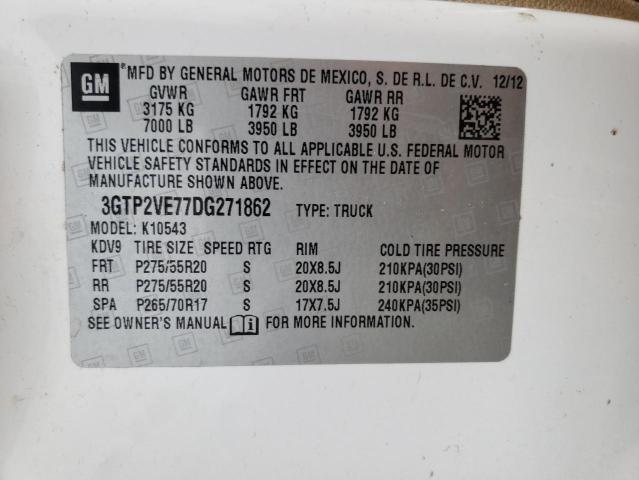 GM
®MFD BY GENERAL MOTORS DE MEXICO, S. DE R.L. DE C.V. 12/12
GVWR GAWR FRT GAWR RR
3175 KG 1792 KG 1792 KG
7000 LB 3950 LB 3950 LB
THIS VEHICLE CONFORMS TO ALL APPLICABLE U.S. FEDERAL MOTOR
VEHICLE SAFETY STANDARDS IN EFFECT ON THE DATE OF
MANUFACTURE SHOWN ABOVE.
3GTP2VE77DG271862 TYPE: TRUCK
MODEL: K10543
KDV9 TIRE SIZE SPEED RTG RIM COLD TIRE PRESSURE
FRT P275/55R20 S 20X8.5J 210KPA(30PSI)
RR P275/55R20 S 20X8.5J 210KPA(30PSI)
SPA P265/70R17 S 17X7.5J 240KPA(35PSI)
SEE OWNER'S MANUAL FOR MORE INFORMATION.